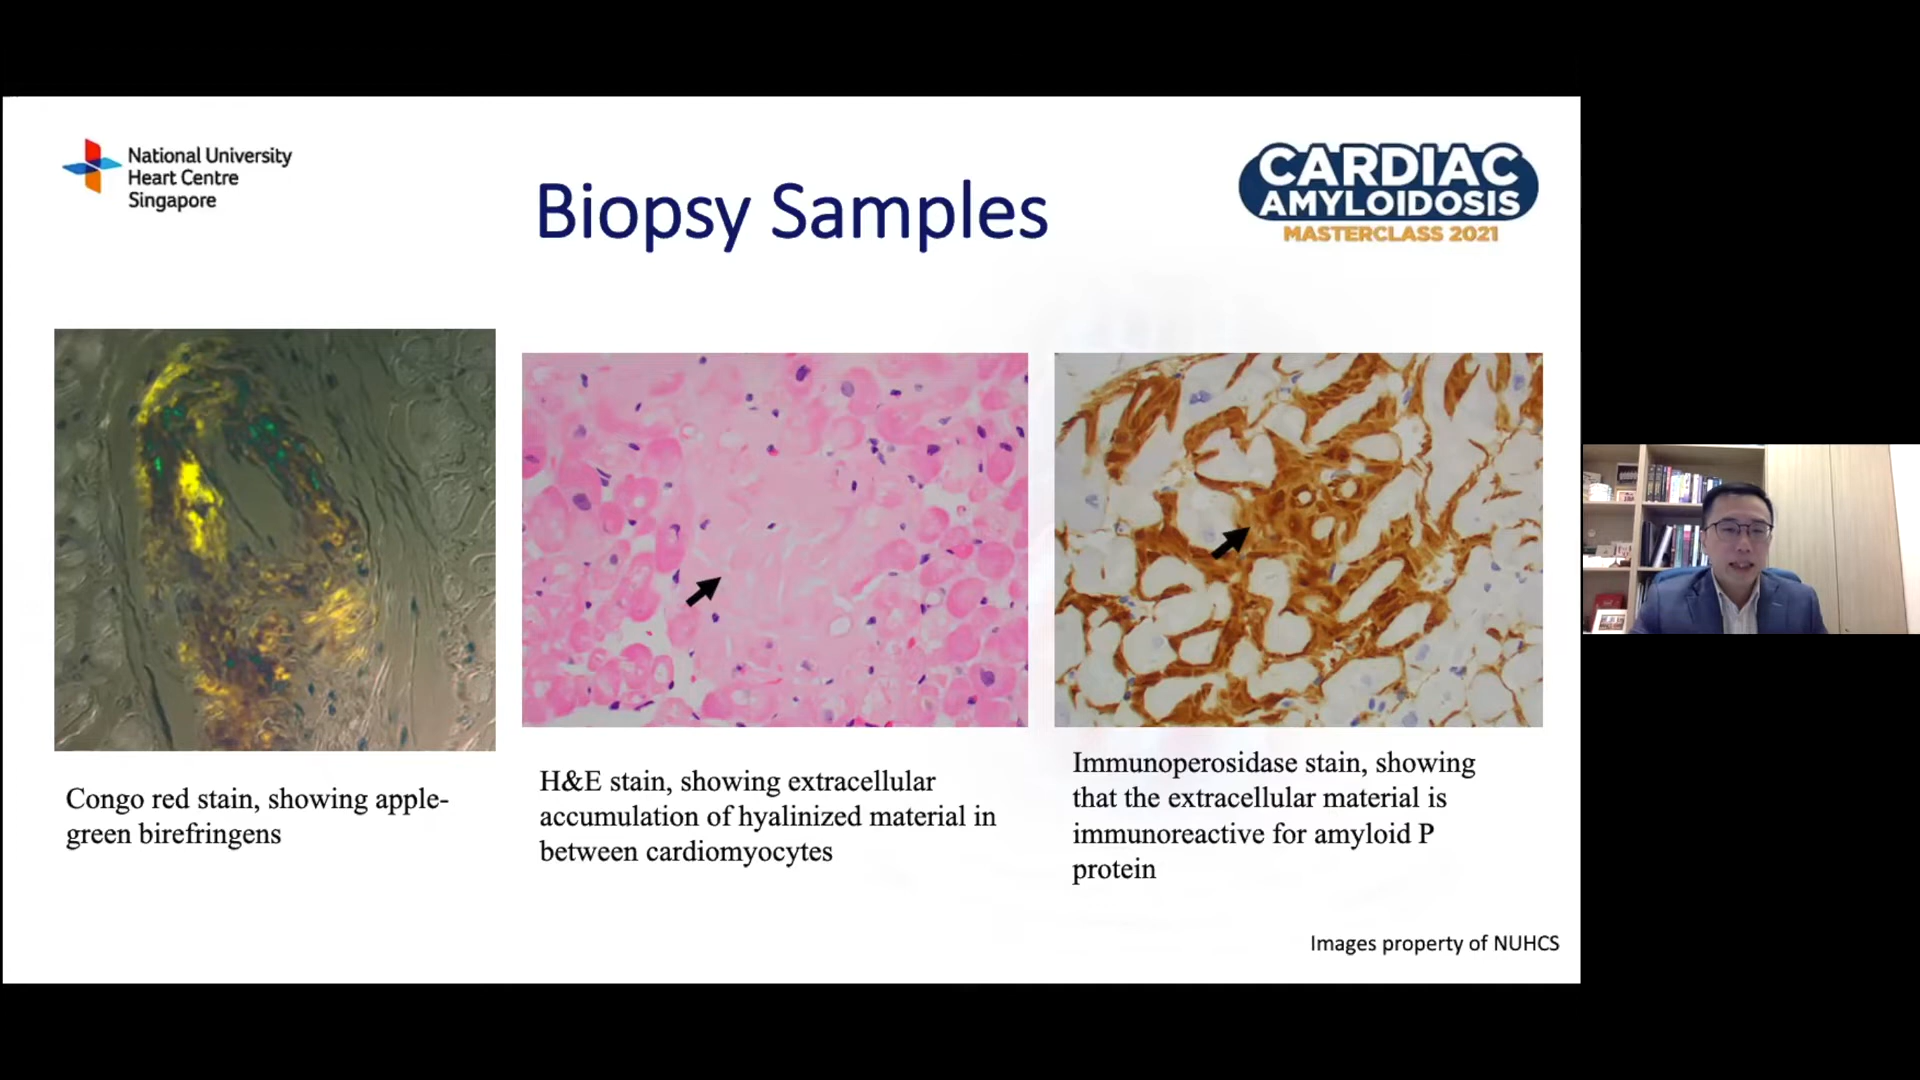 National University
Heart Centre
Singapore
CARDIAC
AMYLOIDOSIS
MASTERCLASS 2021
Biopsy Samples
Congo red stain, showing apple-
green birefringens
H&E stain, showing extracellular
accumulation of hyalinized material in
between cardiomyocytes
Immunoperosidase stain, showing
that the extracellular material is
immunoreactive for amyloid P
protein
Images property of NUHCS